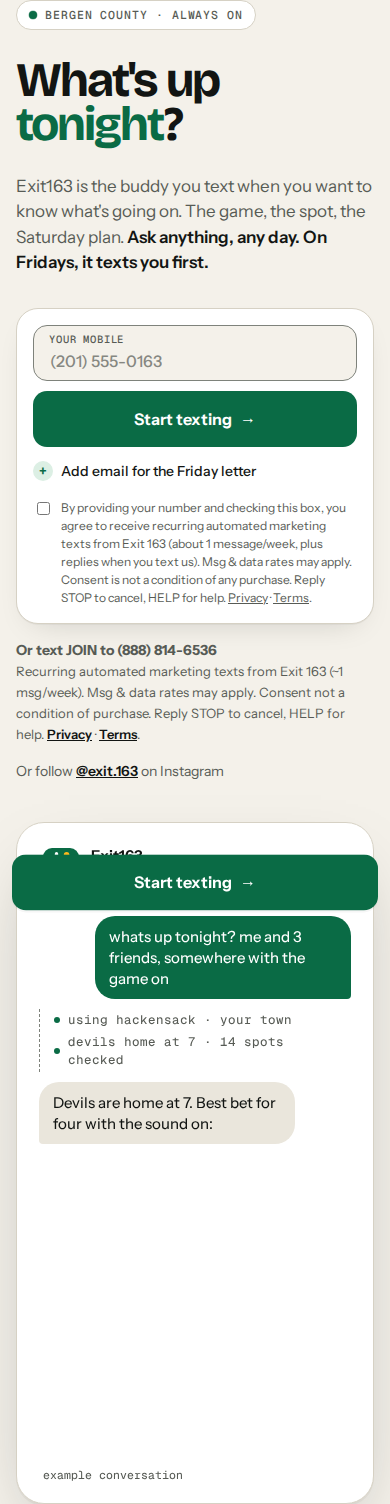 BERGEN COUNTY · ALWAYS ON
What's up
tonight?
Exit163 is the buddy you text when you want to
know what's going on. The game, the spot, the
Saturday plan. Ask anything, any day. On
Fridays, it texts you first.
YOUR MOBILE
(201) 555-0163
Start texting →
+ Add email for the Friday letter
By providing your number and checking this box, you
agree to receive recurring automated marketing
texts from Exit 163 (about 1 message/week, plus
replies when you text us). Msg & data rates may apply.
Consent is not a condition of any purchase. Reply
STOP to cancel, HELP for help. Privacy · Terms.
Or text JOIN to (888) 814-6536
Recurring automated marketing texts from Exit 163 (~1
msg/week). Msg & data rates may apply. Consent not a
condition of purchase. Reply STOP to cancel, HELP for
help. Privacy · Terms.
Or follow @exit.163 on Instagram
Exit163
Start texting →
whats up tonight? me and 3
friends, somewhere with the
game on
using hackensack · your town
devils home at 7 · 14 spots
checked
Devils are home at 7. Best bet for
four with the sound on:
example conversation